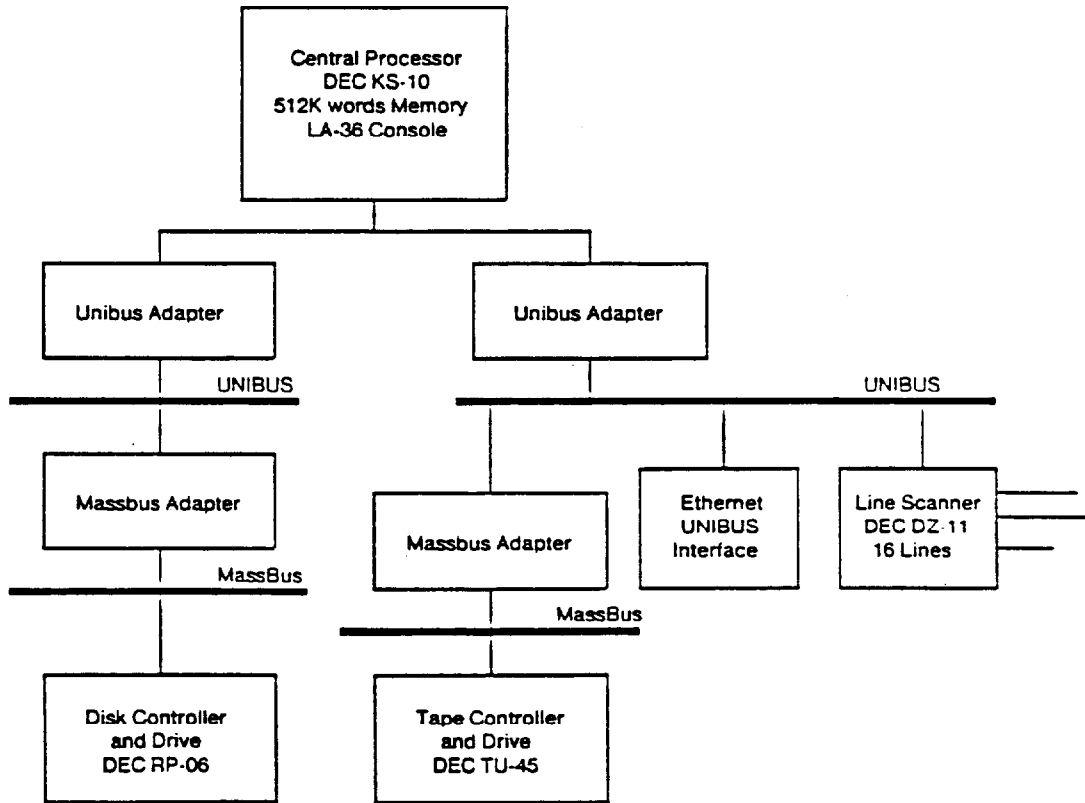 Central Processor
DEC KS-10
512K words Memory
LA-36 Console
Unibus Adapter
Unibus Adapter
UNIBUS
UNIBUS
Massbus Adapter
Massbus Adapter
Ethernet
UNIBUS
Interface
Line Scanner
DEC DZ-11
16 Lines
MassBus
MassBus
Disk Controller
and Drive
DEC RP-06
Tape Controller
and Drive
DEC TU-45